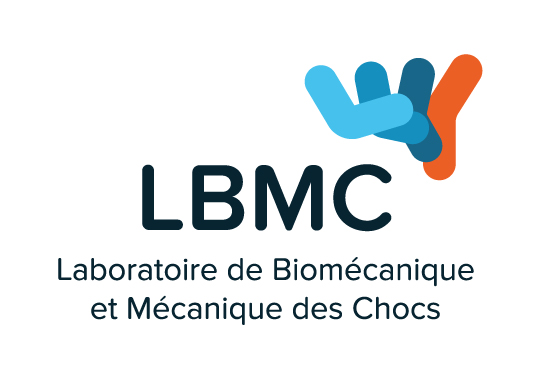 LBMC
Laboratoire de Biomécanique
et Mécanique des Chocs